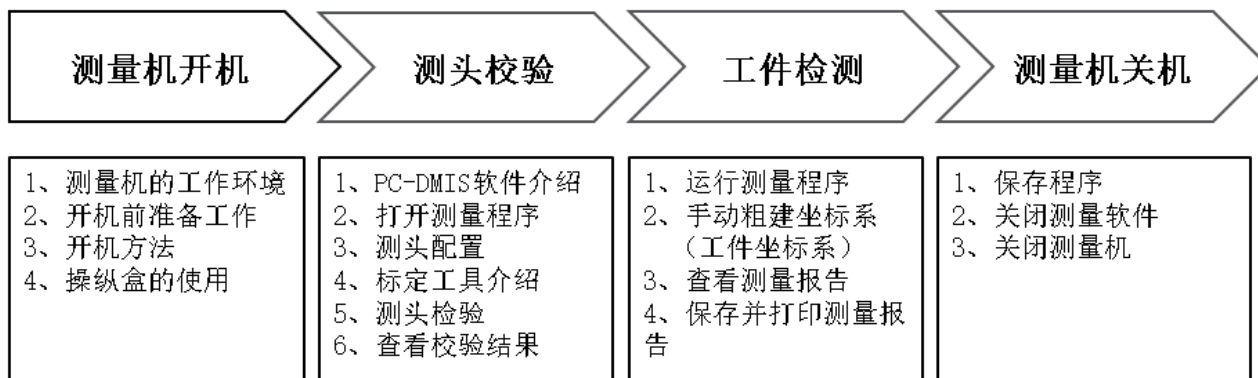 测量机开机
测头校验
工件检测
测量机关机
1、测量机的工作环境
2、开机前准备工作
3、开机方法
4、操纵盒的使用
1、PC-DMIS软件介绍
2、打开测量程序
3、测头配置
4、标定工具介绍
5、测头检验
6、查看校验结果
1、运行测量程序
2、手动粗建坐标系
（工件坐标系）
3、查看测量报告
4、保存并打印测量报
告
1、保存程序
2、关闭测量软件
3、关闭测量机